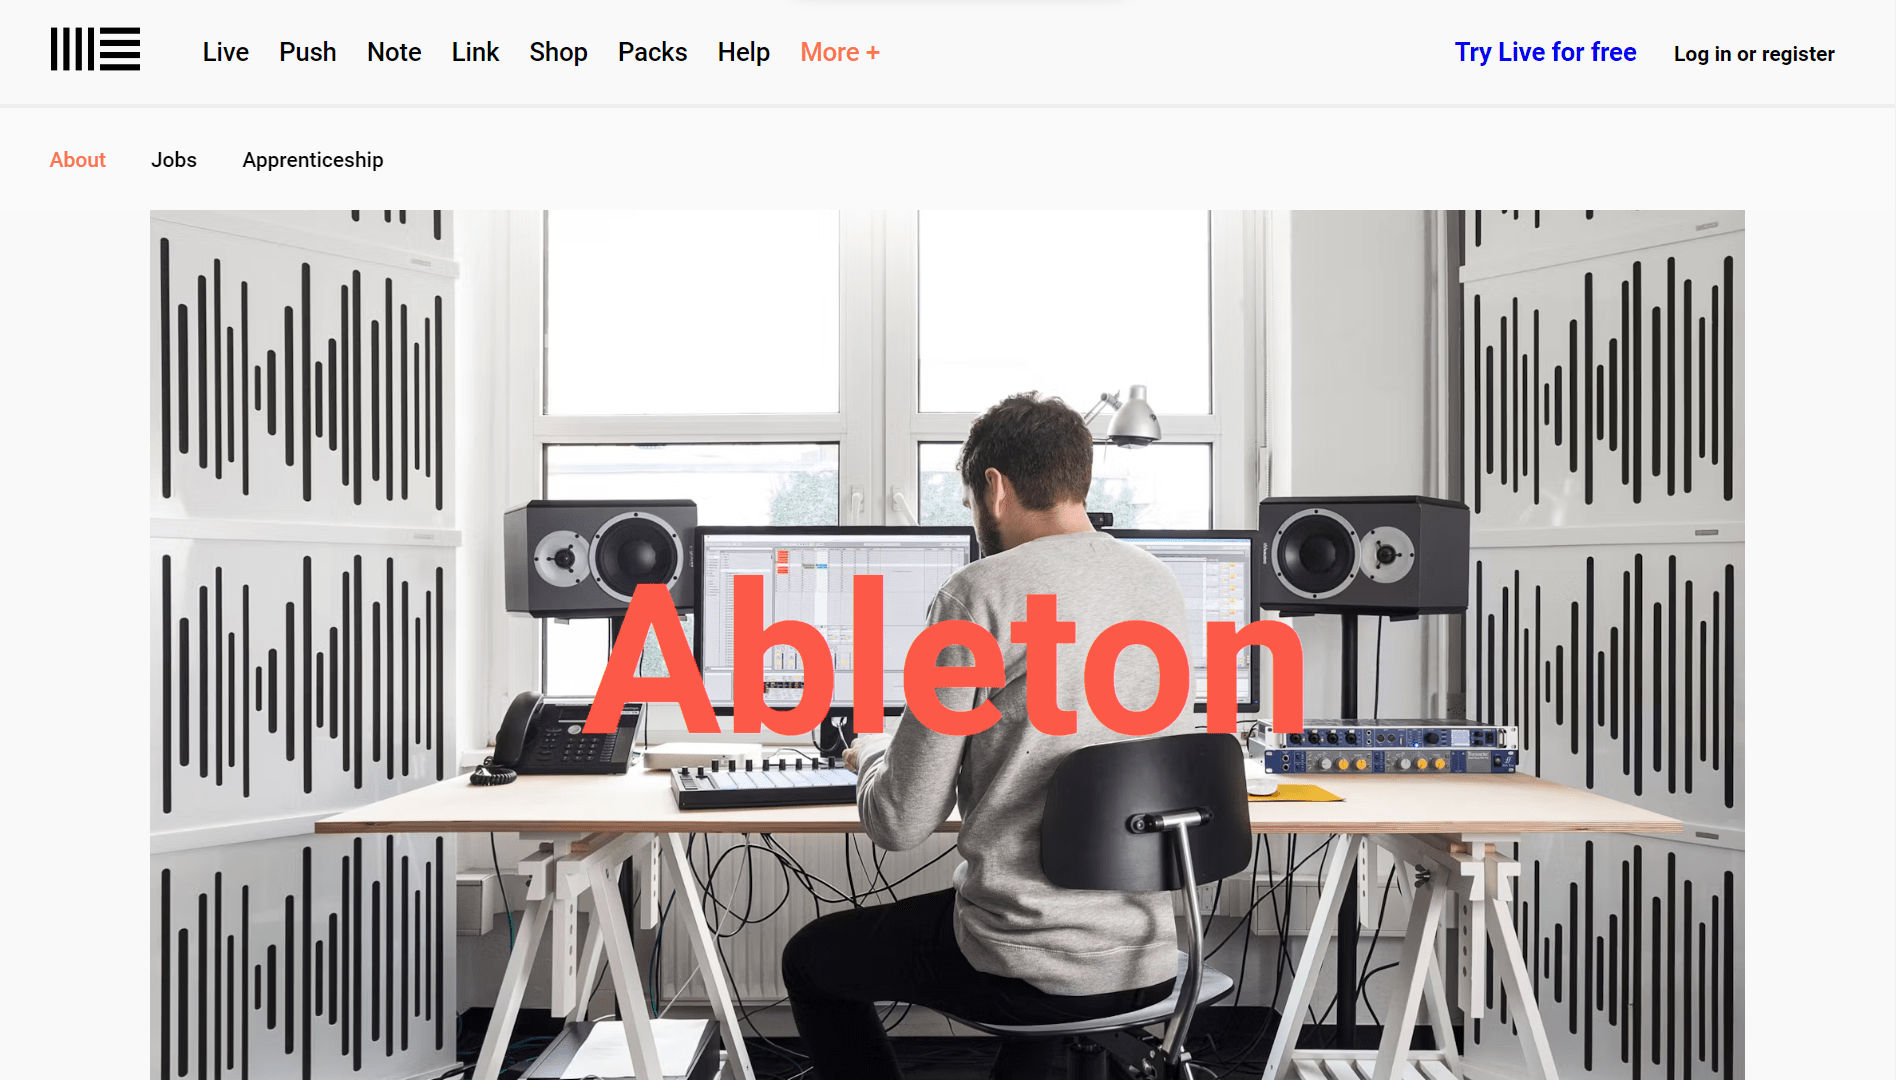 Live Push Note Link Shop Packs Help More + Try Live for free Log in or register
About Jobs Apprenticeship
Ableton